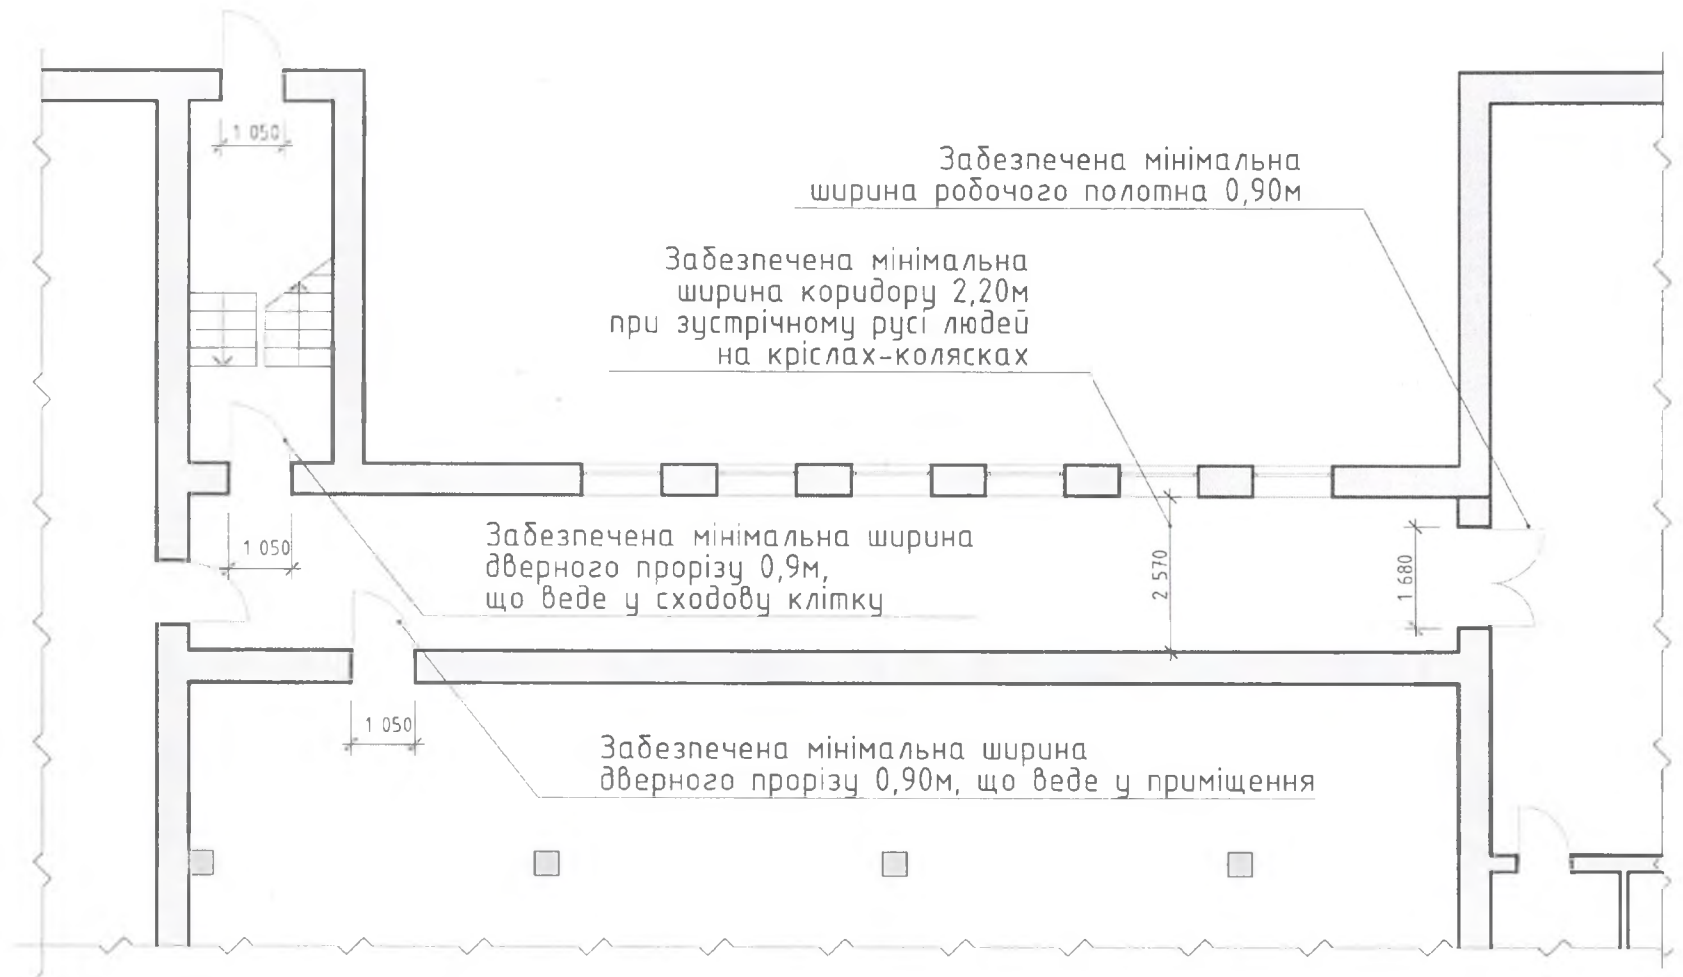 1 050
Забезпечена мінімальна
ширина робочого полотна 0,90м
Забезпечена мінімальна
ширина коридору 2,20м
при зустрічному русі людей
на кріслах-колясках
1 050
Забезпечена мінімальна ширина
дверного прорізу 0,9м,
що веде у сходову клітку
2 570
1 680
1 050
Забезпечена мінімальна ширина
дверного прорізу 0,90м, що веде у приміщення